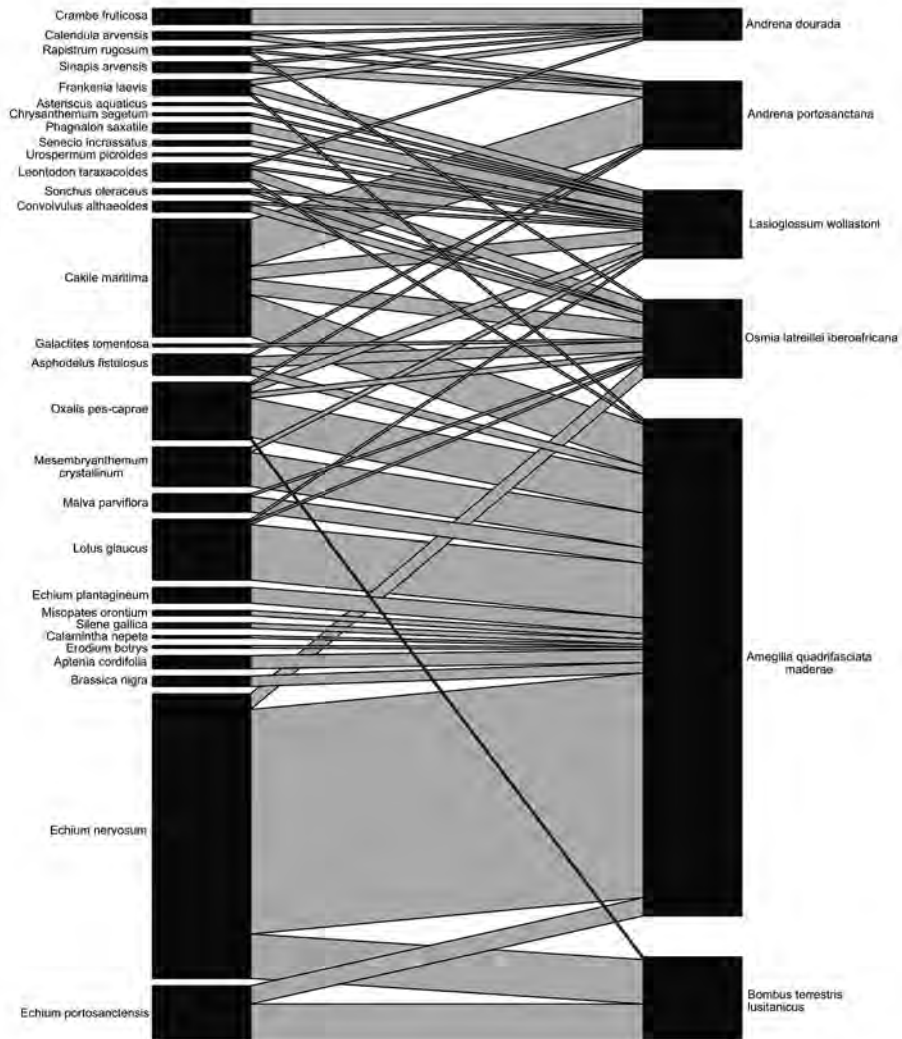 Crambe fruticosa
Calendula arvensis
Rapistrum rugosum
Sinapis arvensis
Frankenia laevis
Asteriscus aquaticus
Chrysanthemum segetum
Phagnalon saxatile
Senecio incrassatus
Urospermum picroides
Leontodon taraxacoides
Sonchus oleraceus
Convolvulus althaeoides
Cakile maritima
Galactites tomentosa
Asphodelus fistulosus
Oxalis pes-caprae
Mesembryanthemum
crystallinum
Malva parviflora
Lotus glaucus
Echium plantagineum
Misopates orontium
Silene gallica
Calamintha nepeta
Erodium botrys
Aptenia cordifolia
Brassica nigra
Echium nervosum
Echium portosanctensis
Andrena dourada
Andrena portosanctana
Lasioglossum wollastoni
Osmia latreillei iberoafricana
Amegilla quadrifasciata
maderae
Bombus terrestris
lusitanicus